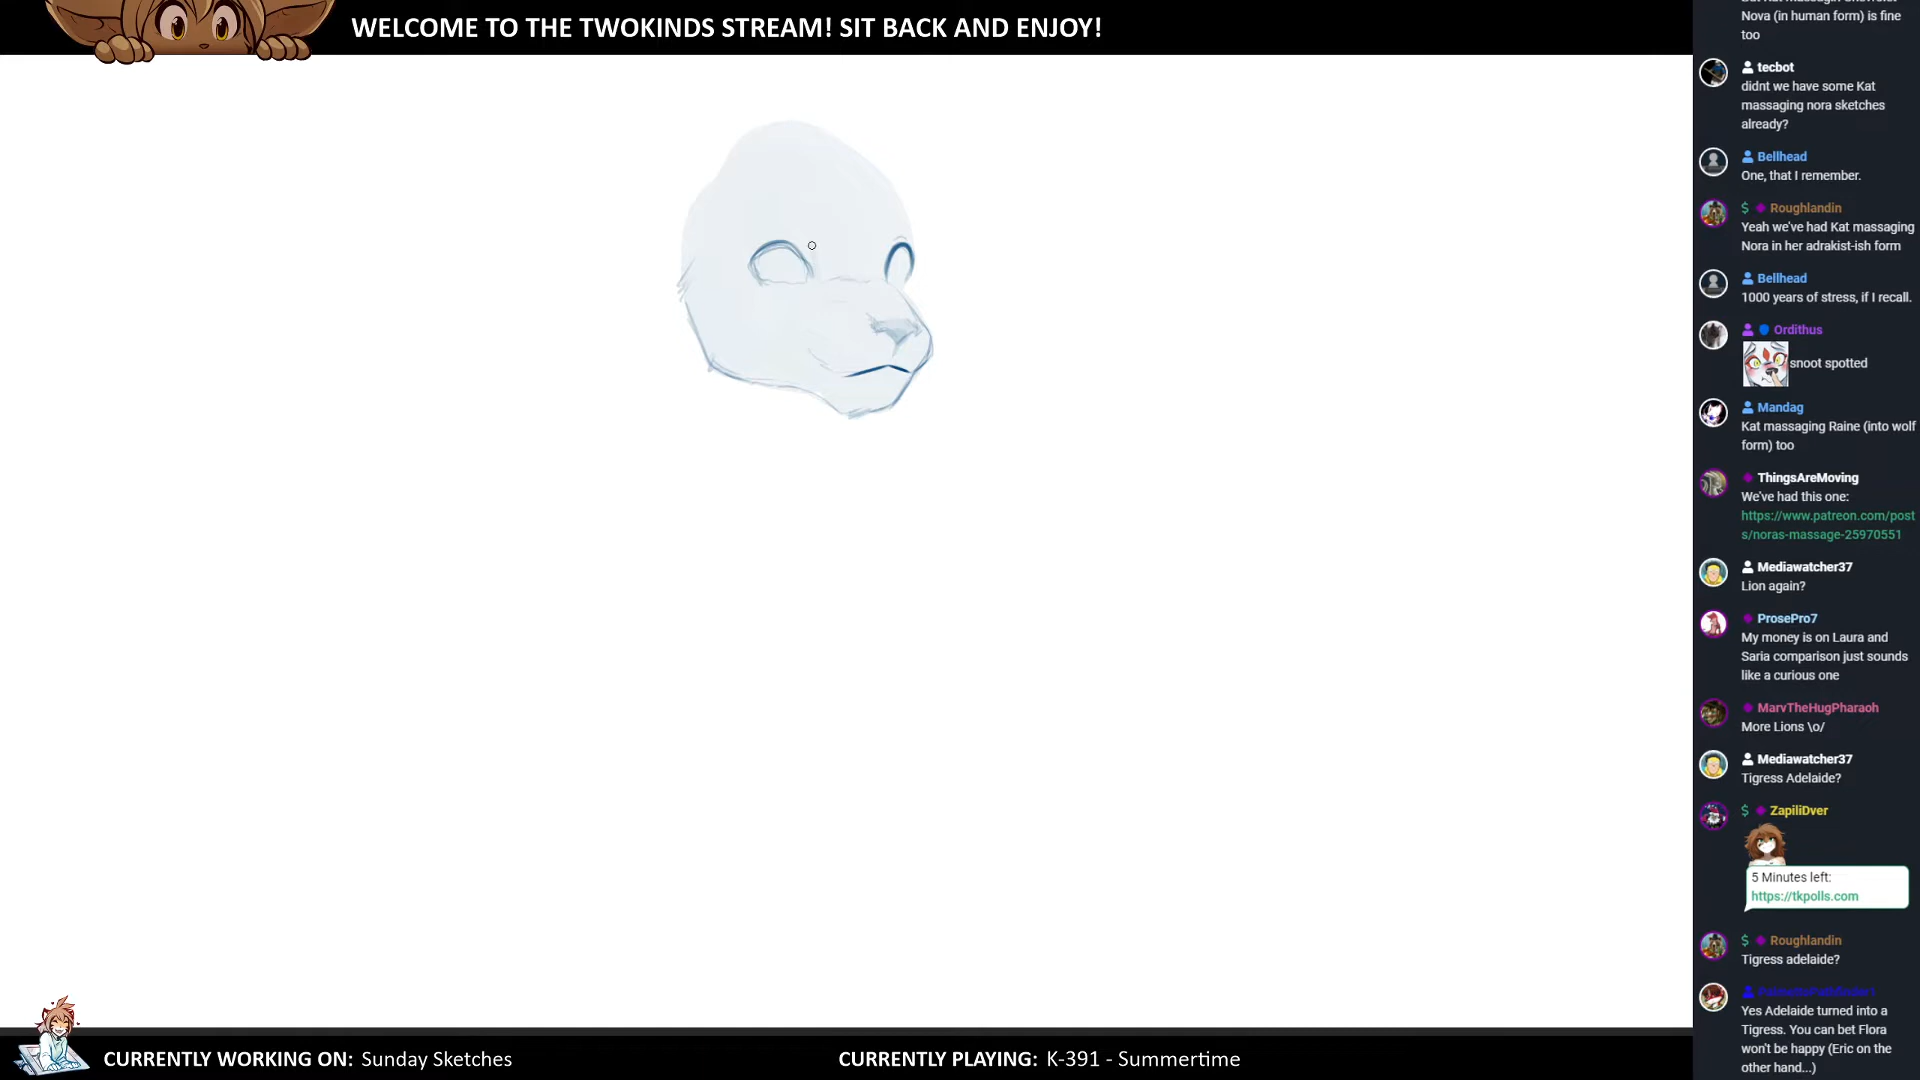 WELCOME TO THE TWOKINDS STREAM! SIT BACK AND ENJOY!
Nova (in human form) is fine
too
tecbot
didnt we have some Kat
massaging nora sketches
already?
Bellhead
One, that I remember.
$ Roughlandin
Yeah we've had Kat massaging
Nora in her adrakist-ish form
Bellhead
1000 years of stress, if I recall.
Ordithus
snoot spotted
Mandag
Kat massaging Raine (into wolf
form) too
ThingsAreMoving
We've had this one:
https://www.patreon.com/post
s/noras-massage-25970551
Mediawatcher37
Lion again?
ProsePro7
My money is on Laura and
Saria comparison just sounds
like a curious one
MarvTheHugPharaoh
More Lions \o/
Mediawatcher37
Tigress Adelaide?
$ ZapiliDver
5 Minutes left:
https://tkpolls.com
$ Roughlandin
Tigress adelaide?
Yes Adelaide turned into a
Tigress. You can bet Flora
won't be happy (Eric on the
other hand...)
CURRENTLY WORKING ON: Sunday Sketches
CURRENTLY PLAYING: K-391 - Summertime